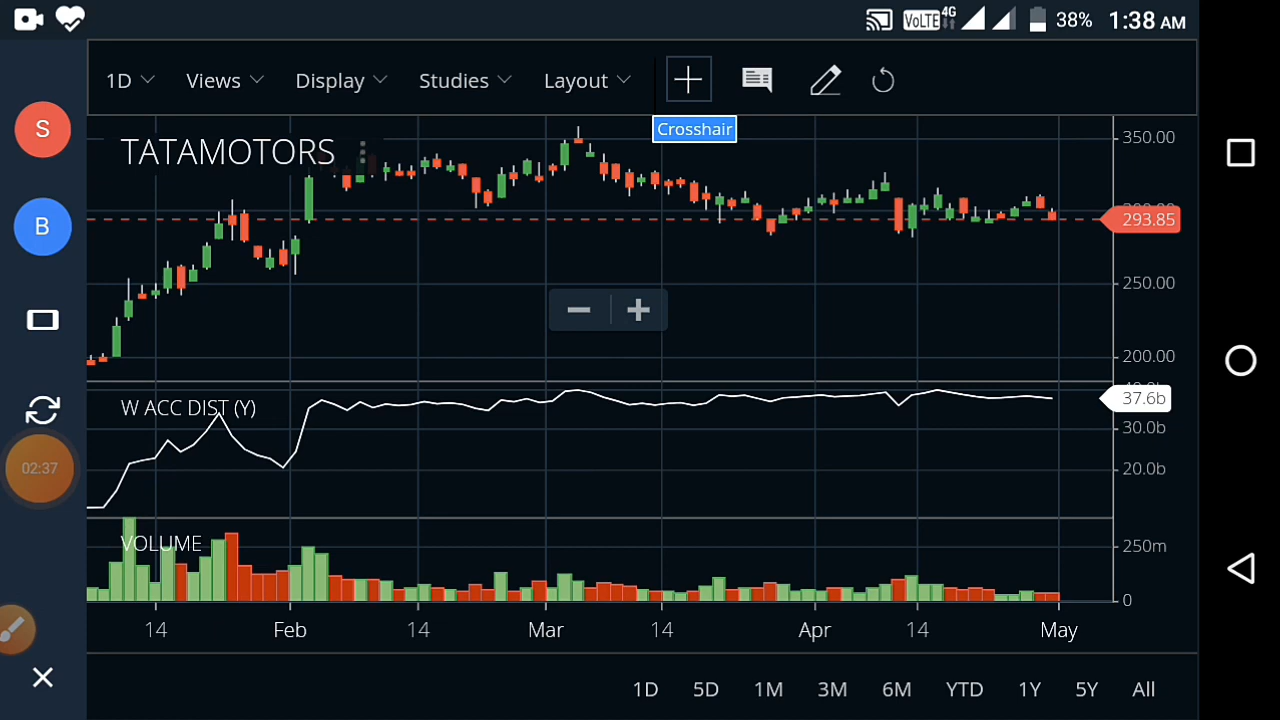 VoLTE 4G 38% 1:38 AM
1D Views Display Studies Layout
Crosshair
TATAMOTORS
350.00
293.85
250.00
200.00
S
B
02:37
W ACC DIST (Y)
37.6b
30.0b
20.0b
VOLUME
250m
0
14 Feb 14 Mar 14 Apr 14 May
1D 5D 1M 3M 6M YTD 1Y 5Y All